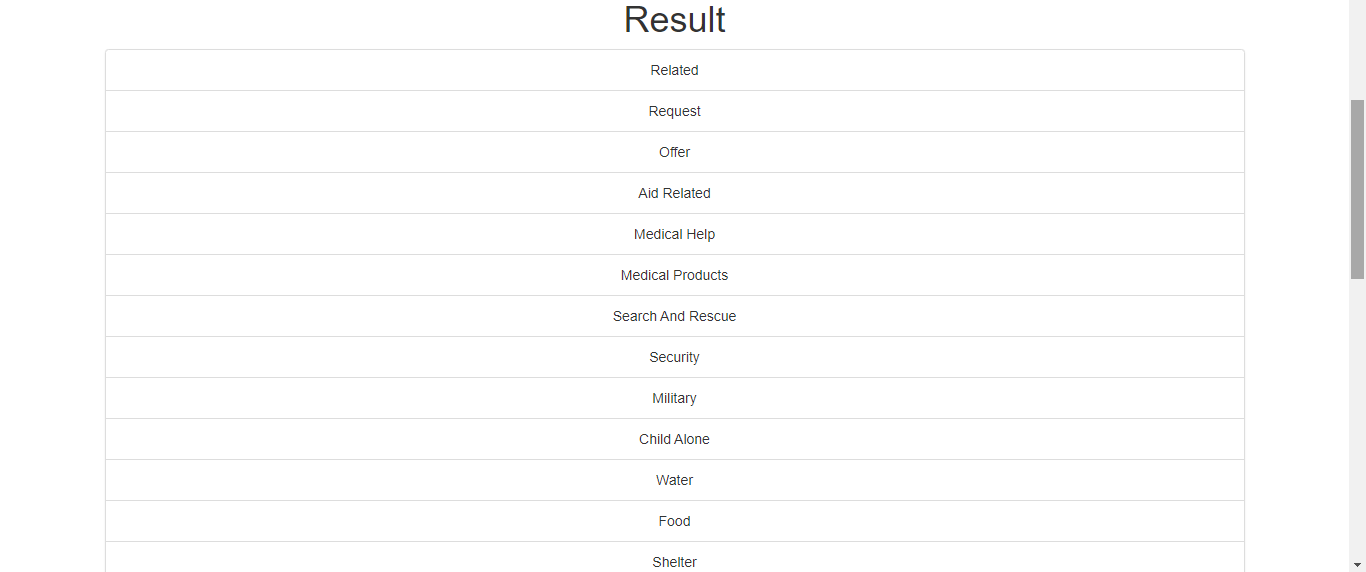 Result
Related
Request
Offer
Aid Related
Medical Help
Medical Products
Search And Rescue
Security
Military
Child Alone
Water
Food
Shelter